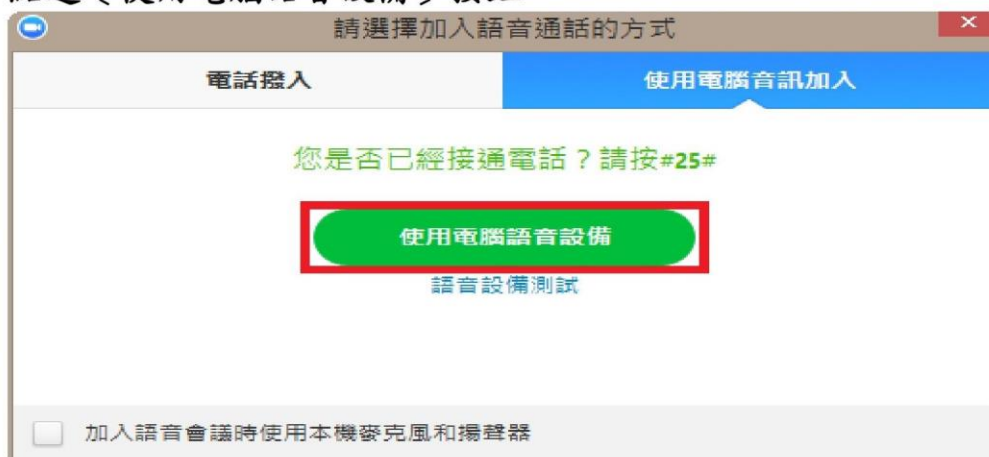 請選擇加入語音通話的方式
電話撥入 使用電腦音訊加入
您是否已經接通電話？請按#25#
使用電腦語音設備
語音設備測試
加入語音會議時使用本機麥克風和揚聲器